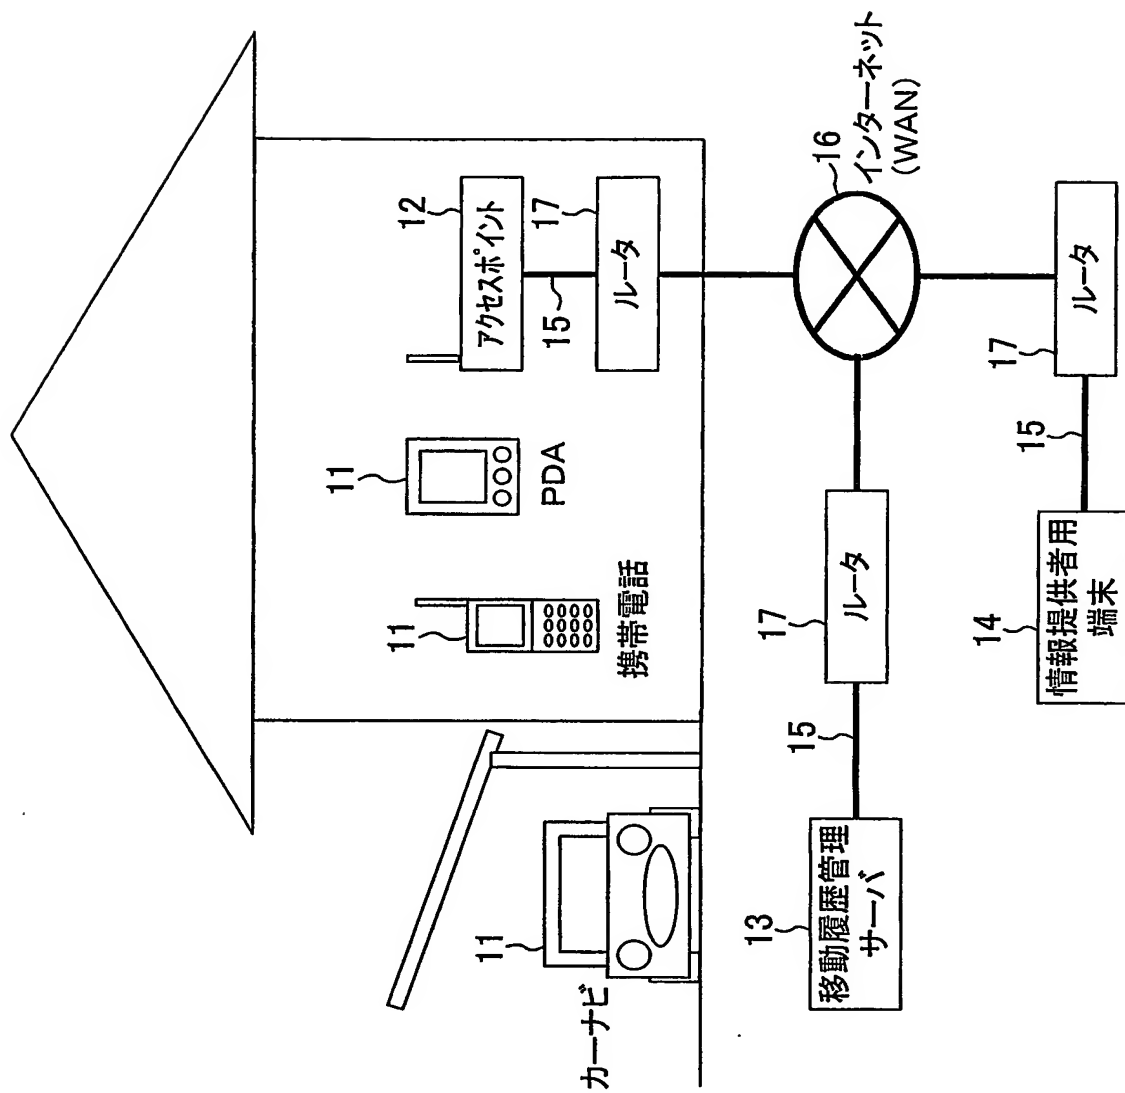 12
アクセスポイント
15
17
ルータ
11
PDA
11
携帯電話
11
カーナビ
16
インターネット
(WAN)
17
ルータ
15
13
移動履歴管理
サーバ
17
ルータ
15
14
情報提供者用
端末